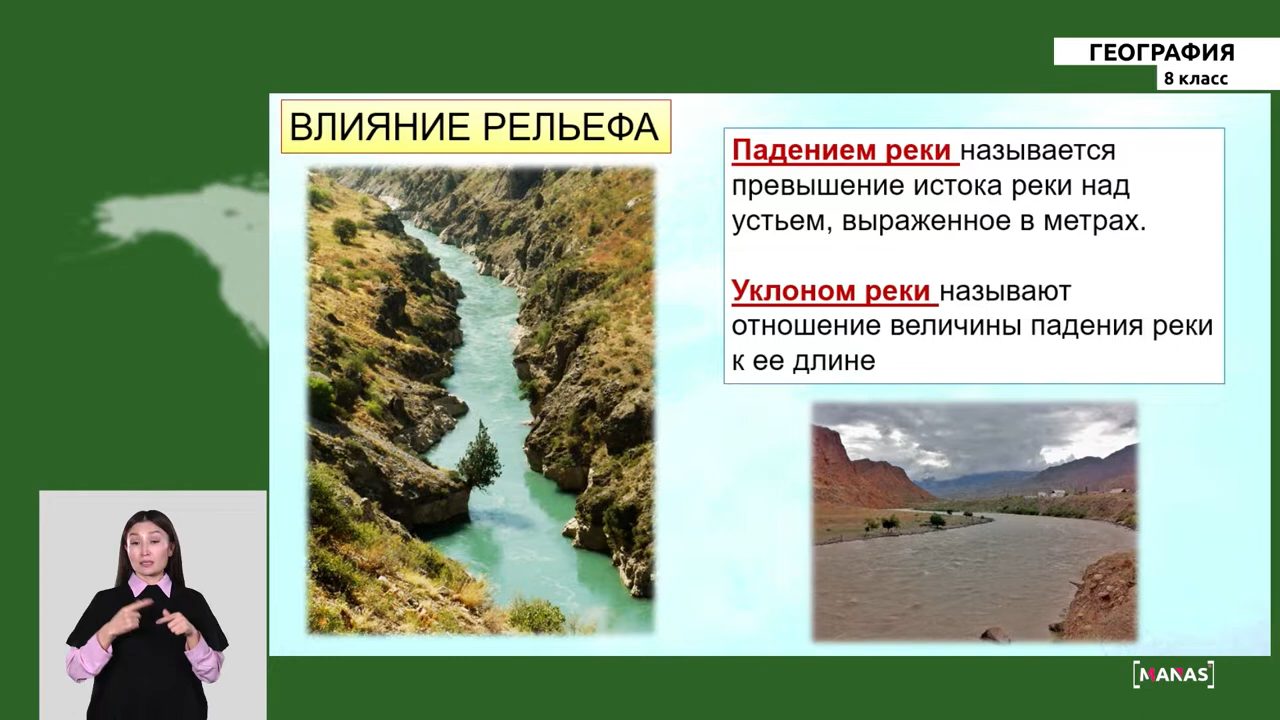 ГЕОГРАФИЯ
8 класс
ВЛИЯНИЕ РЕЛЬЕФА
Падением реки называется
превышение истока реки над
устьем, выраженное в метрах.
Уклоном реки называют
отношение величины падения реки
к ее длине
[MANAS]